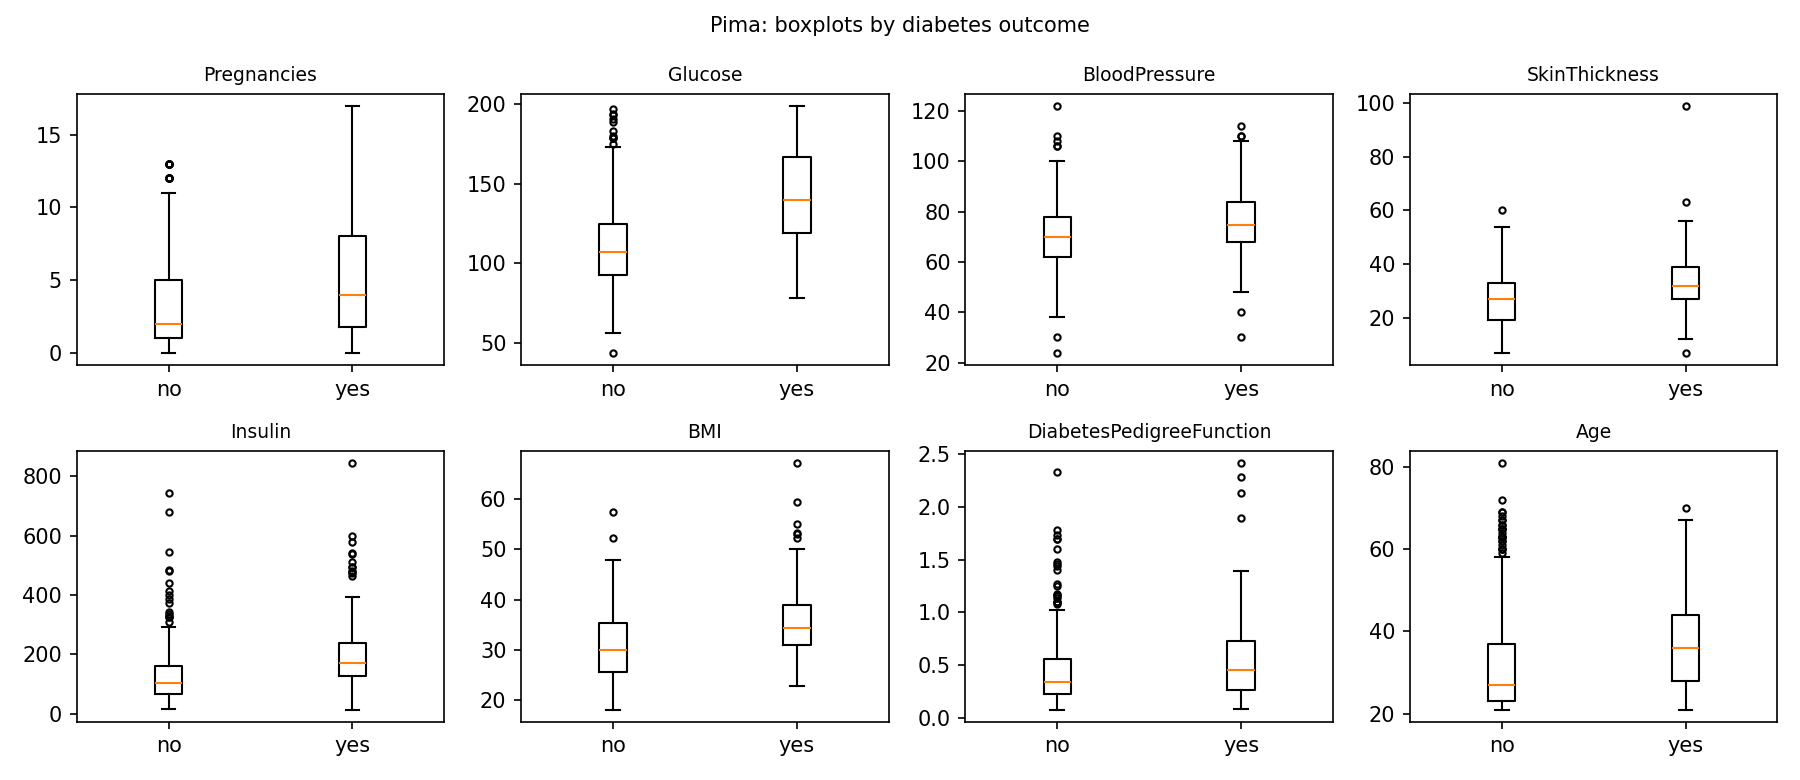 Pima: boxplots by diabetes outcome
Pregnancies
15
10
5
0
no yes
Glucose
200
150
100
50
no yes
BloodPressure
120
100
80
60
40
20
no yes
SkinThickness
100
80
60
40
20
no yes
Insulin
800
600
400
200
0
no yes
BMI
60
50
40
30
20
no yes
DiabetesPedigreeFunction
2.5
2.0
1.5
1.0
0.5
0.0
no yes
Age
80
60
40
20
no yes